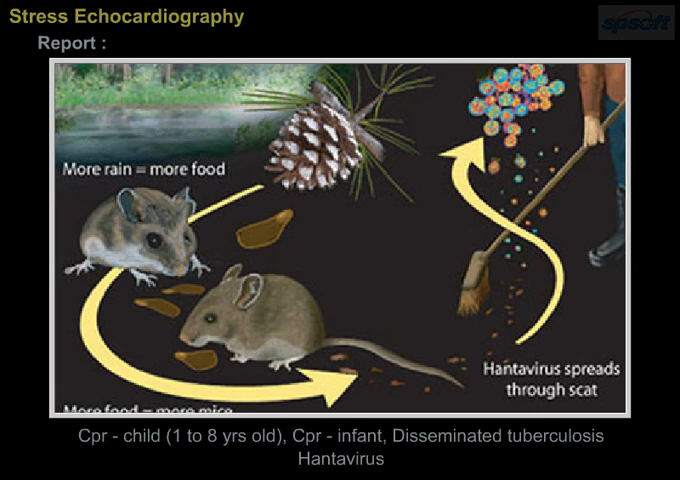 Stress Echocardiography
spsoft
Report :
More rain = more food
Hantavirus spreads
through scat
More food = more mice
Cpr - child (1 to 8 yrs old), Cpr - infant, Disseminated tuberculosis
Hantavirus